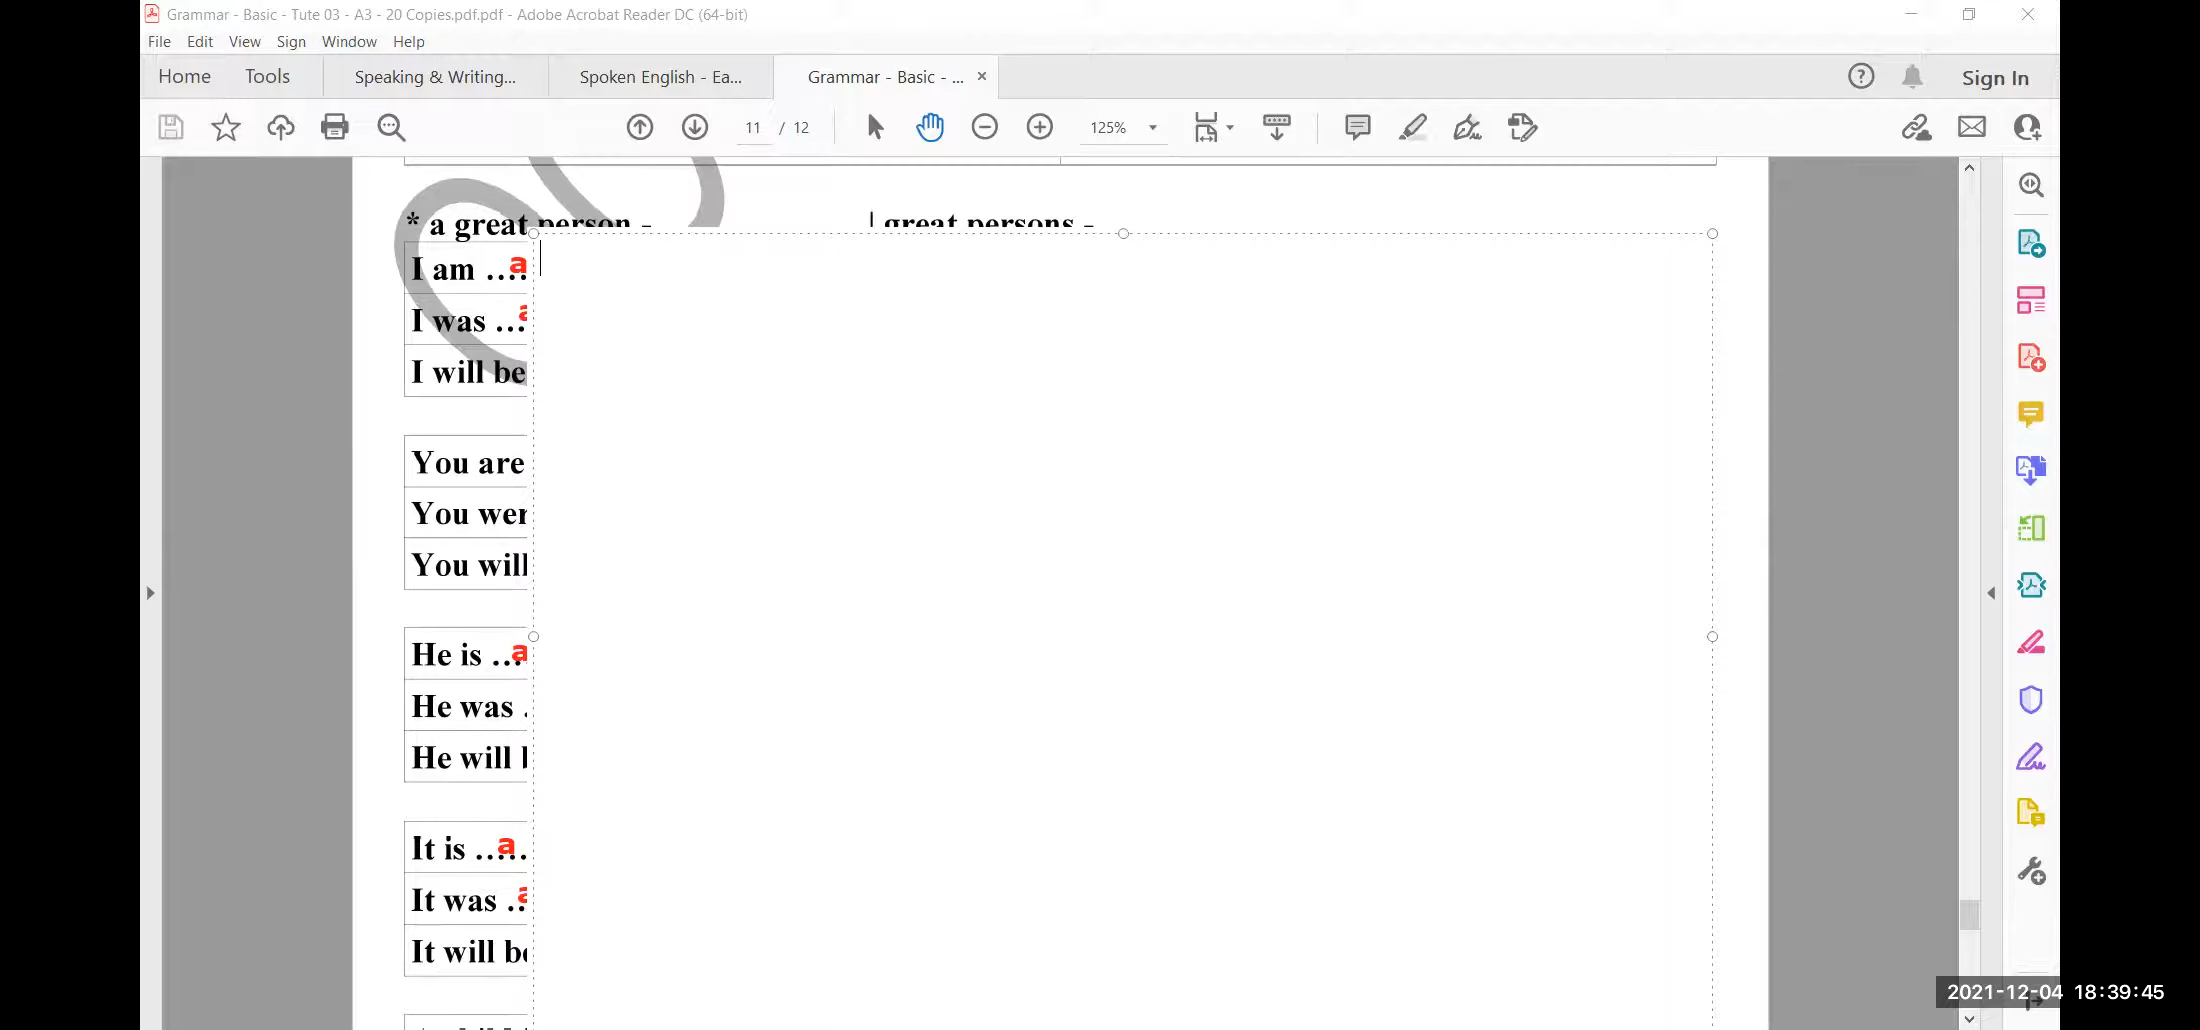 Grammar - Basic - Tute 03 - A3 - 20 Copies.pdf.pdf - Adobe Acrobat Reader DC (64-bit)
File Edit View Sign Window Help
Home Tools Speaking & Writing... Spoken English - Ea... Grammar - Basic - ... × Sign In
11 / 12 125%
* a great person - | great persons -
I am .... a
I was ... a
I will be
You are
You wer
You will
He is ... a
He was .
He will b
It is ..... a
It was .. a
It will be
2021-12-04 18:39:45